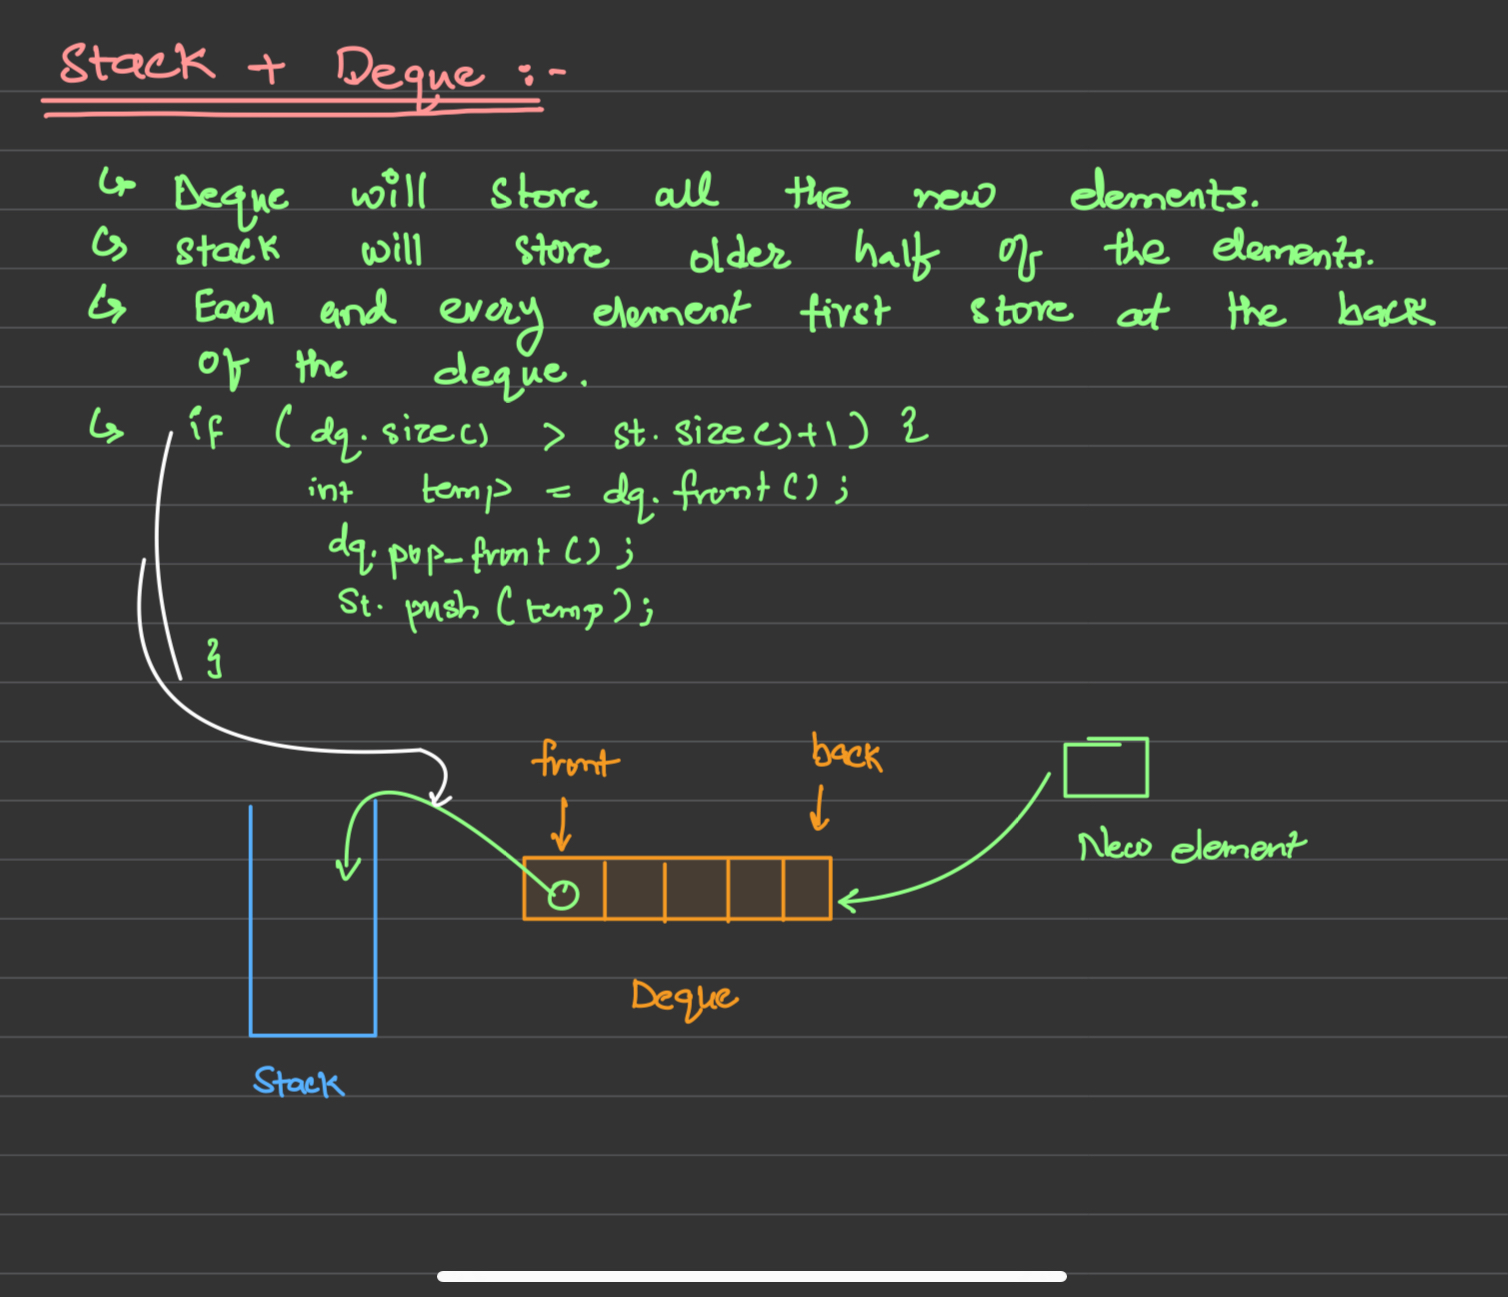 Stack + Deque :-
↳ Deque will store all the new elements.
↳ stack will store older half of the elements.
↳ Each and every element first store at the back
of the deque.
↳ if (dq.size() > st.size()+1) {
int temp = dq.front();
dq.pop_front();
St.push(temp);
}
front
back
New element
Deque
Stack